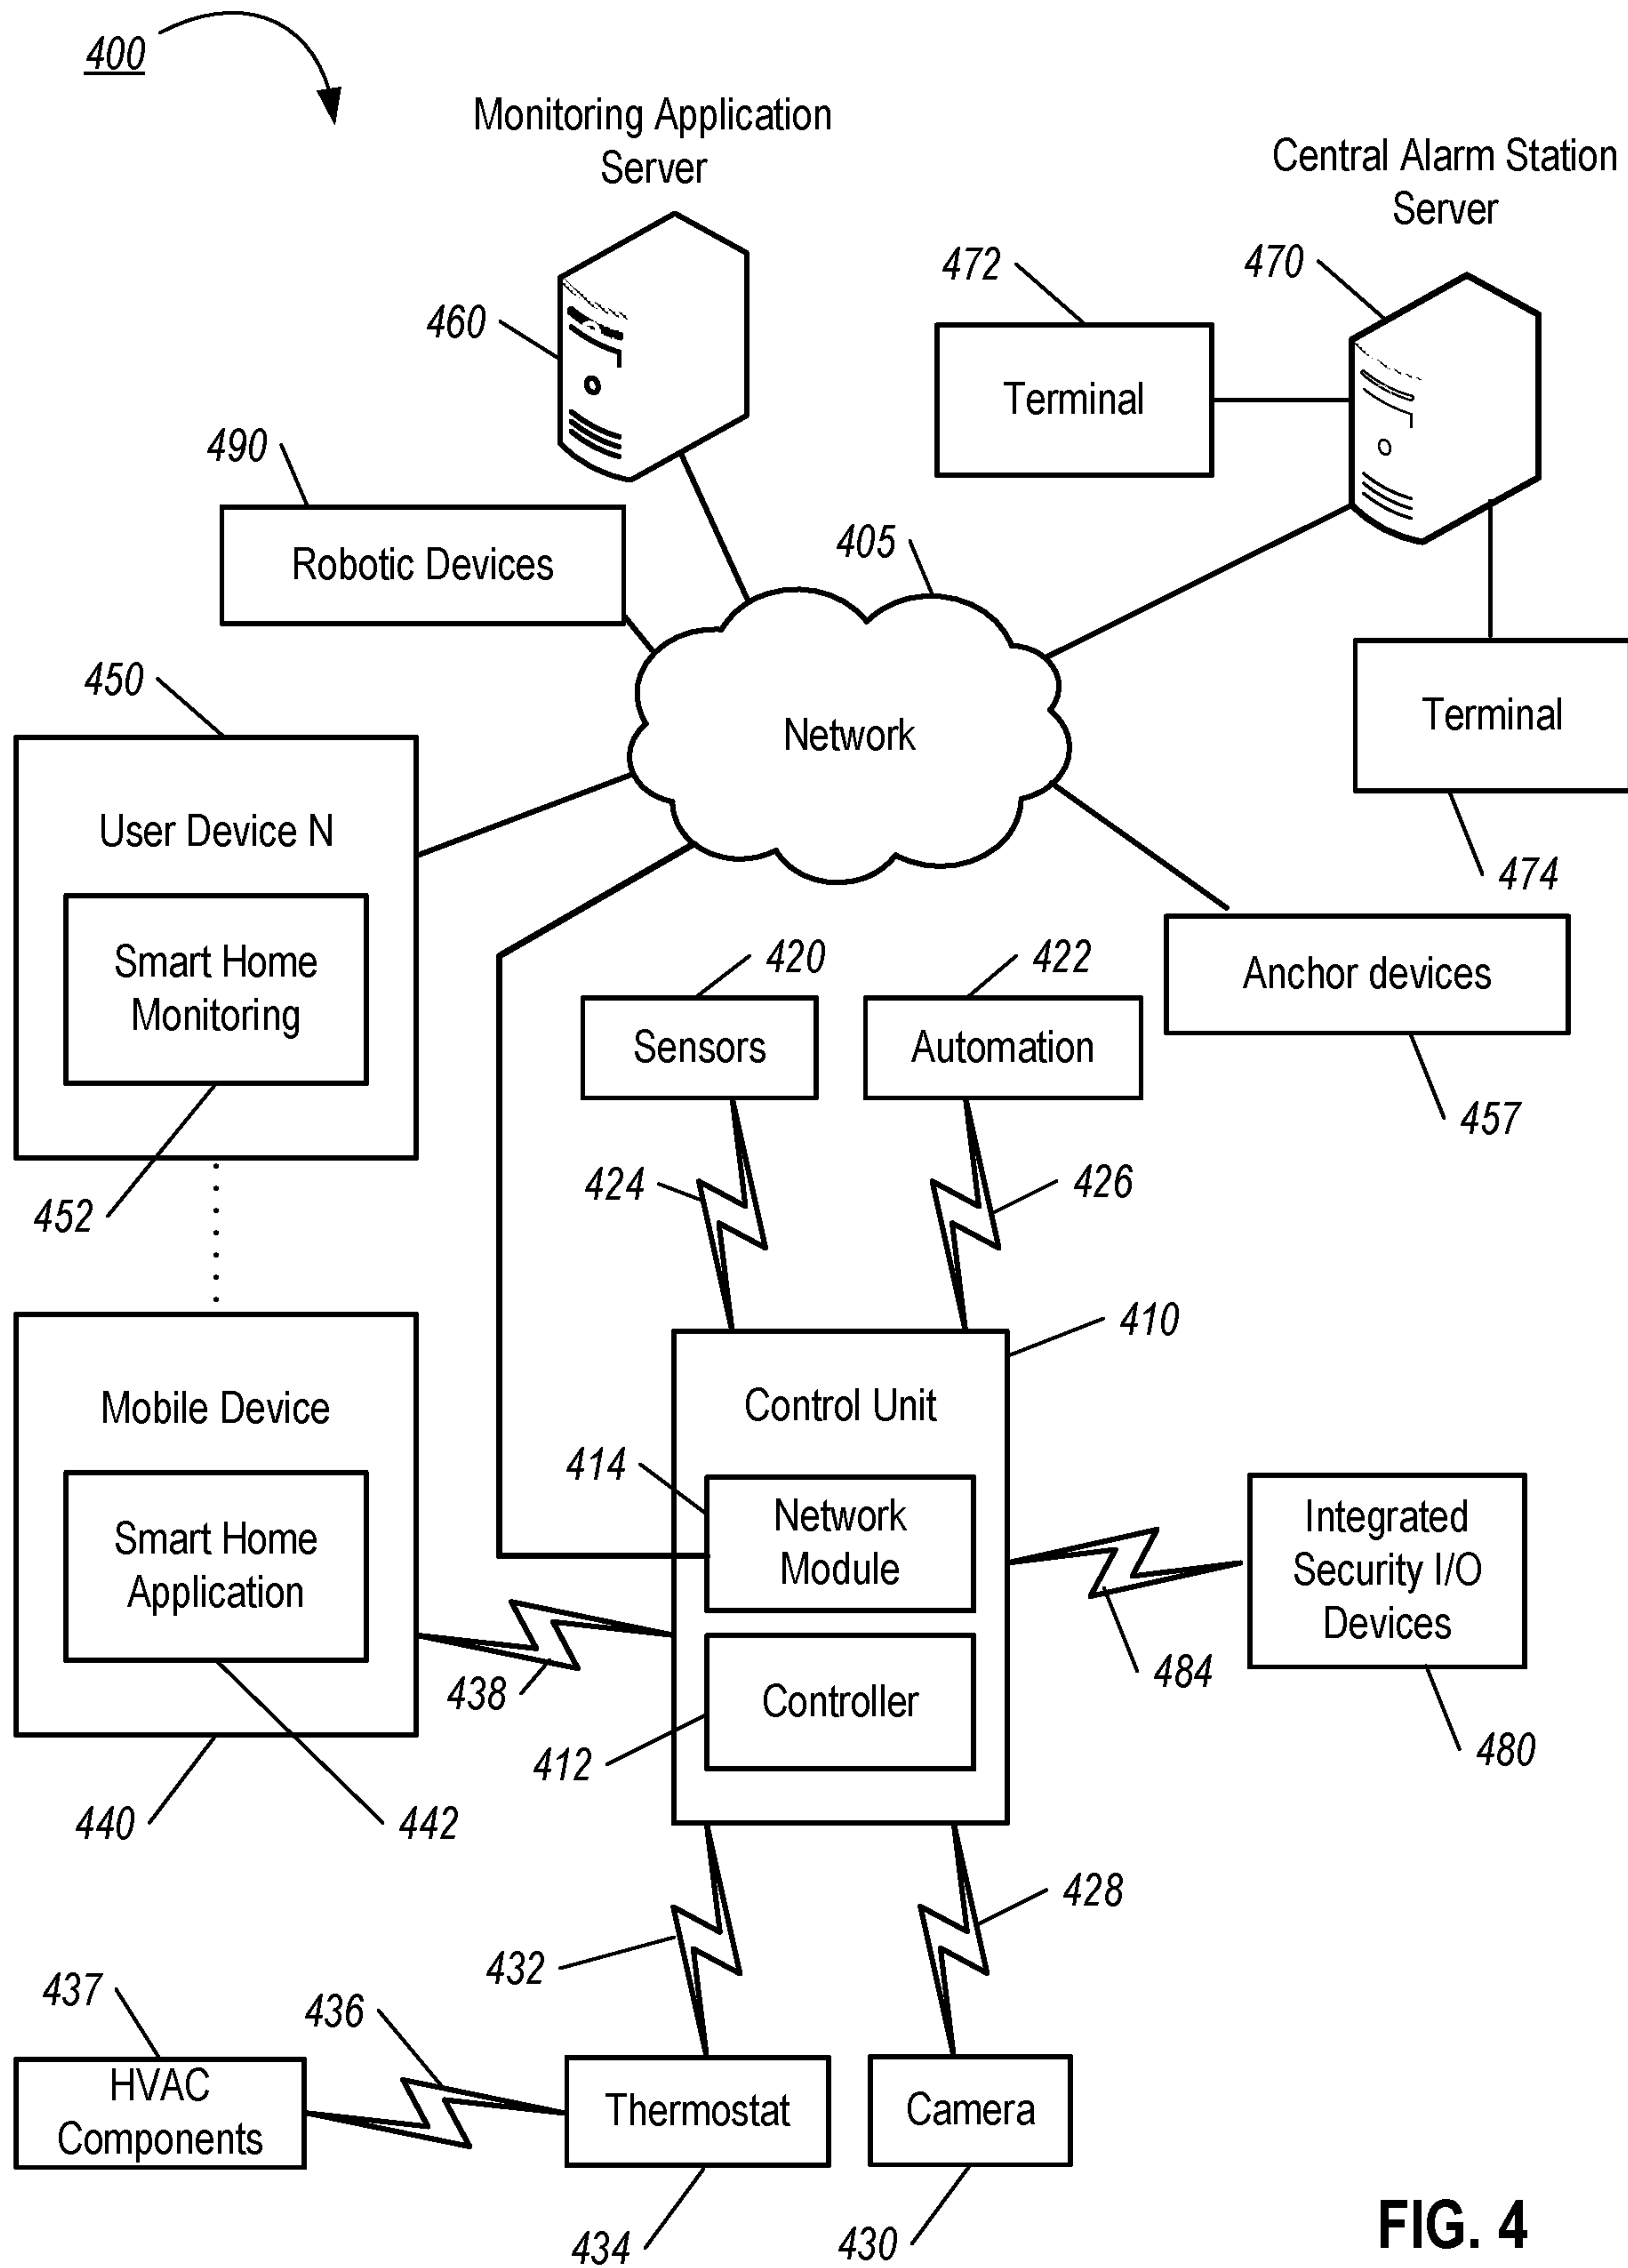 400
Monitoring Application
Server
Central Alarm Station
Server
472
470
460
Terminal
490
405
Robotic Devices
450
Network
Terminal
User Device N
474
Smart Home
Monitoring
420
422
Anchor devices
Sensors
Automation
457
424
426
452
410
Mobile Device
Control Unit
414
Network
Module
Integrated
Security I/O
Devices
Smart Home
Application
484
438
Controller
412
480
440
442
428
432
437
436
HVAC
Components
Thermostat
Camera
434
430
FIG. 4